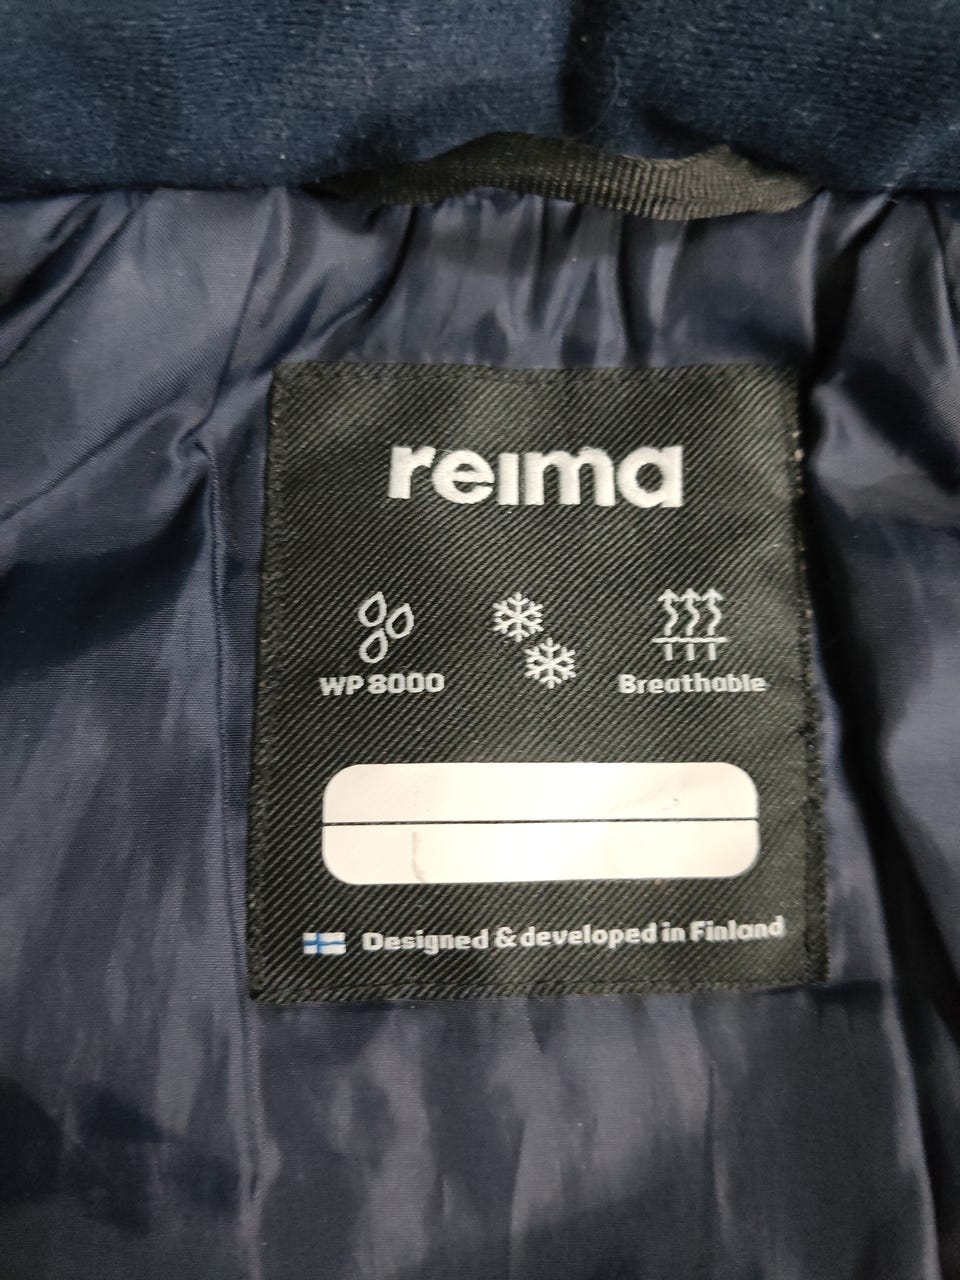 reima
WP 8000
Breathable
Designed & developed in Finland